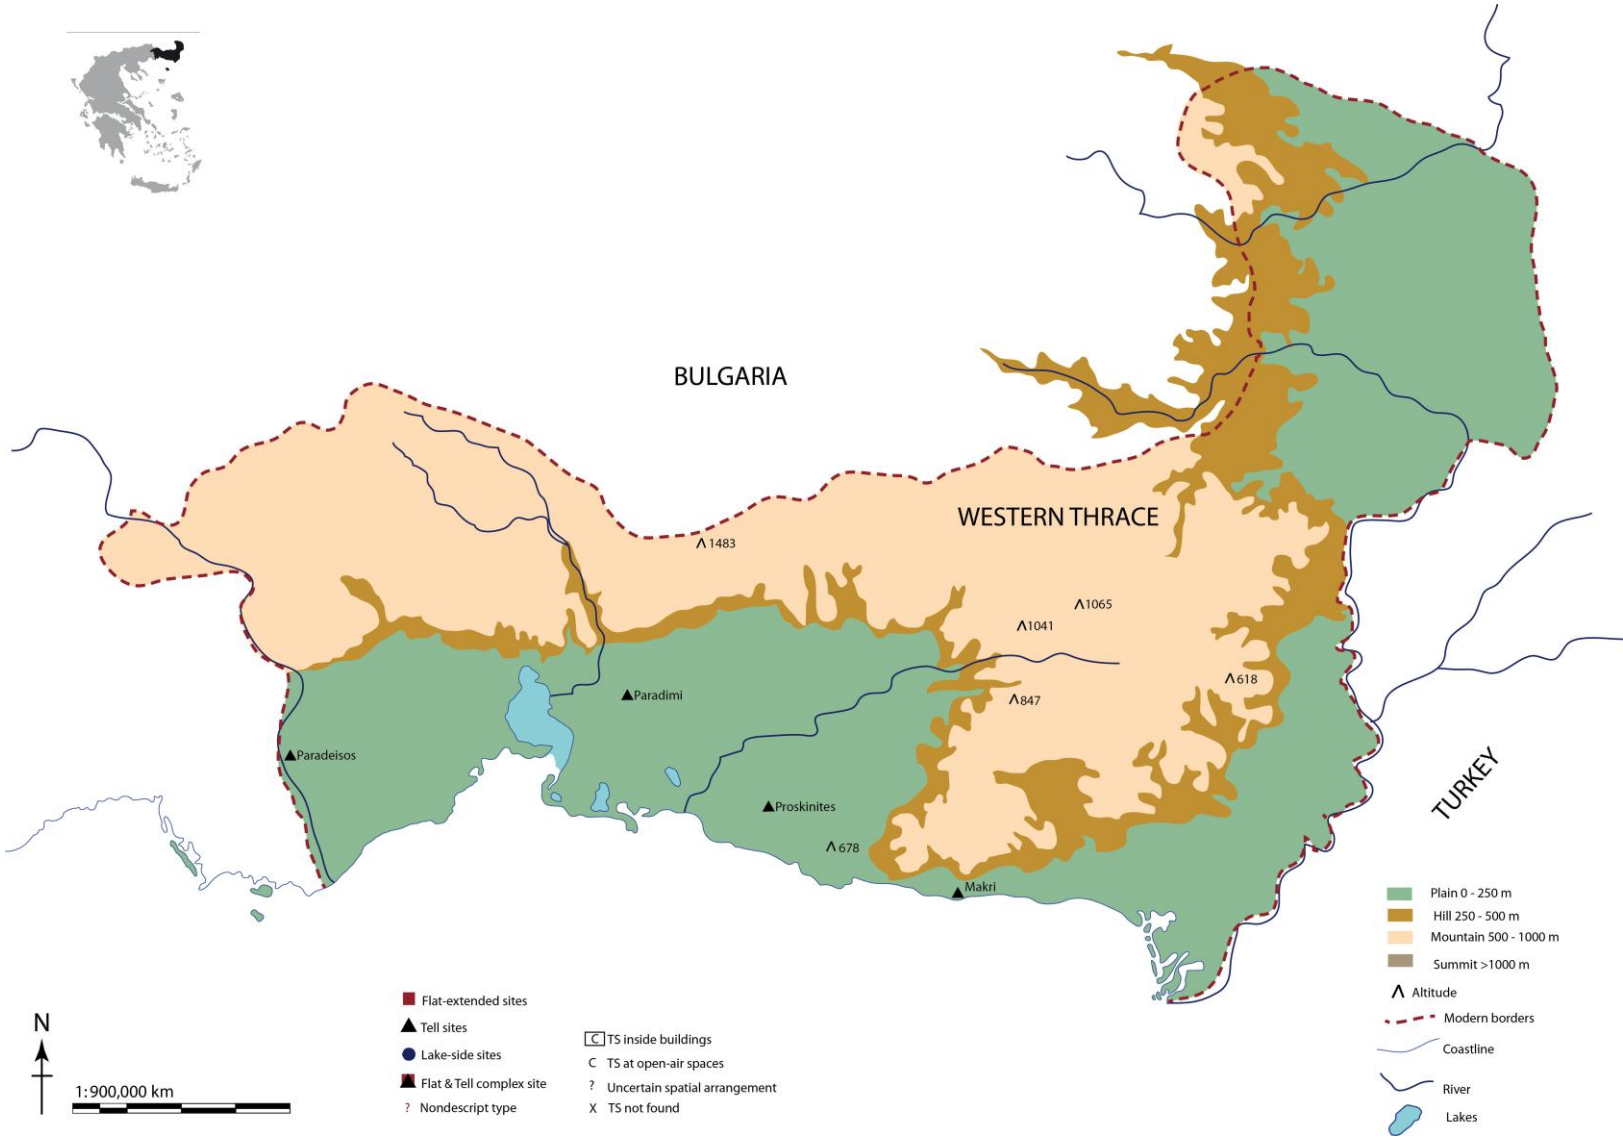 BULGARIA
WESTERN THRACE
1483
1065
1041
618
847
Paradimi
Paradeisos
TURKEY
Proskinites
678
Makri
Plain 0 - 250 m
Hill 250 - 500 m
Mountain 500 - 1000 m
Summit >1000 m
Altitude
Modern borders
Coastline
River
Lakes
Flat-extended sites
Tell sites
Lake-side sites
Flat & Tell complex site
? Nondescript type
C TS inside buildings
C TS at open-air spaces
? Uncertain spatial arrangement
X TS not found
N
1:900,000 km